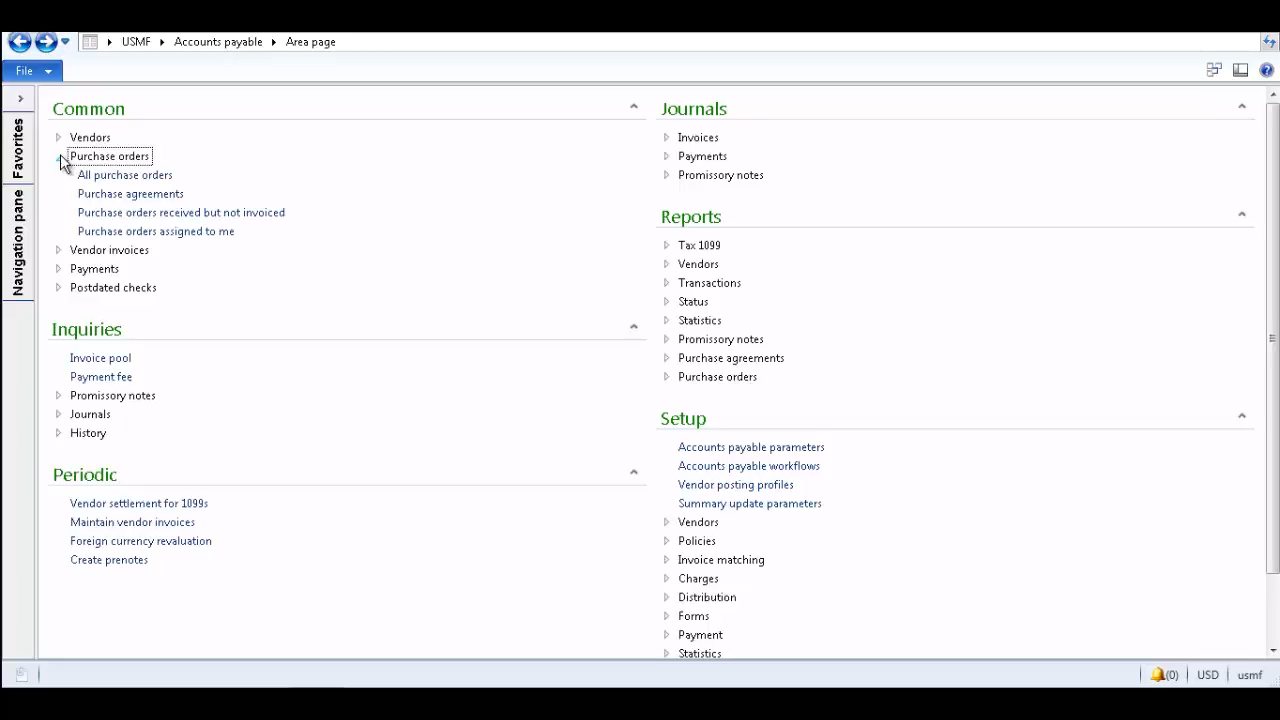 USMF Accounts payable Area page
File
Favorites
Navigation pane
Common
Vendors
Purchase orders
All purchase orders
Purchase agreements
Purchase orders received but not invoiced
Purchase orders assigned to me
Vendor invoices
Payments
Postdated checks
Inquiries
Invoice pool
Payment fee
Promissory notes
Journals
History
Periodic
Vendor settlement for 1099s
Maintain vendor invoices
Foreign currency revaluation
Create prenotes
Journals
Invoices
Payments
Promissory notes
Reports
Tax 1099
Vendors
Transactions
Status
Statistics
Promissory notes
Purchase agreements
Purchase orders
Setup
Accounts payable parameters
Accounts payable workflows
Vendor posting profiles
Summary update parameters
Vendors
Policies
Invoice matching
Charges
Distribution
Forms
Payment
Statistics
(0) USD usmf